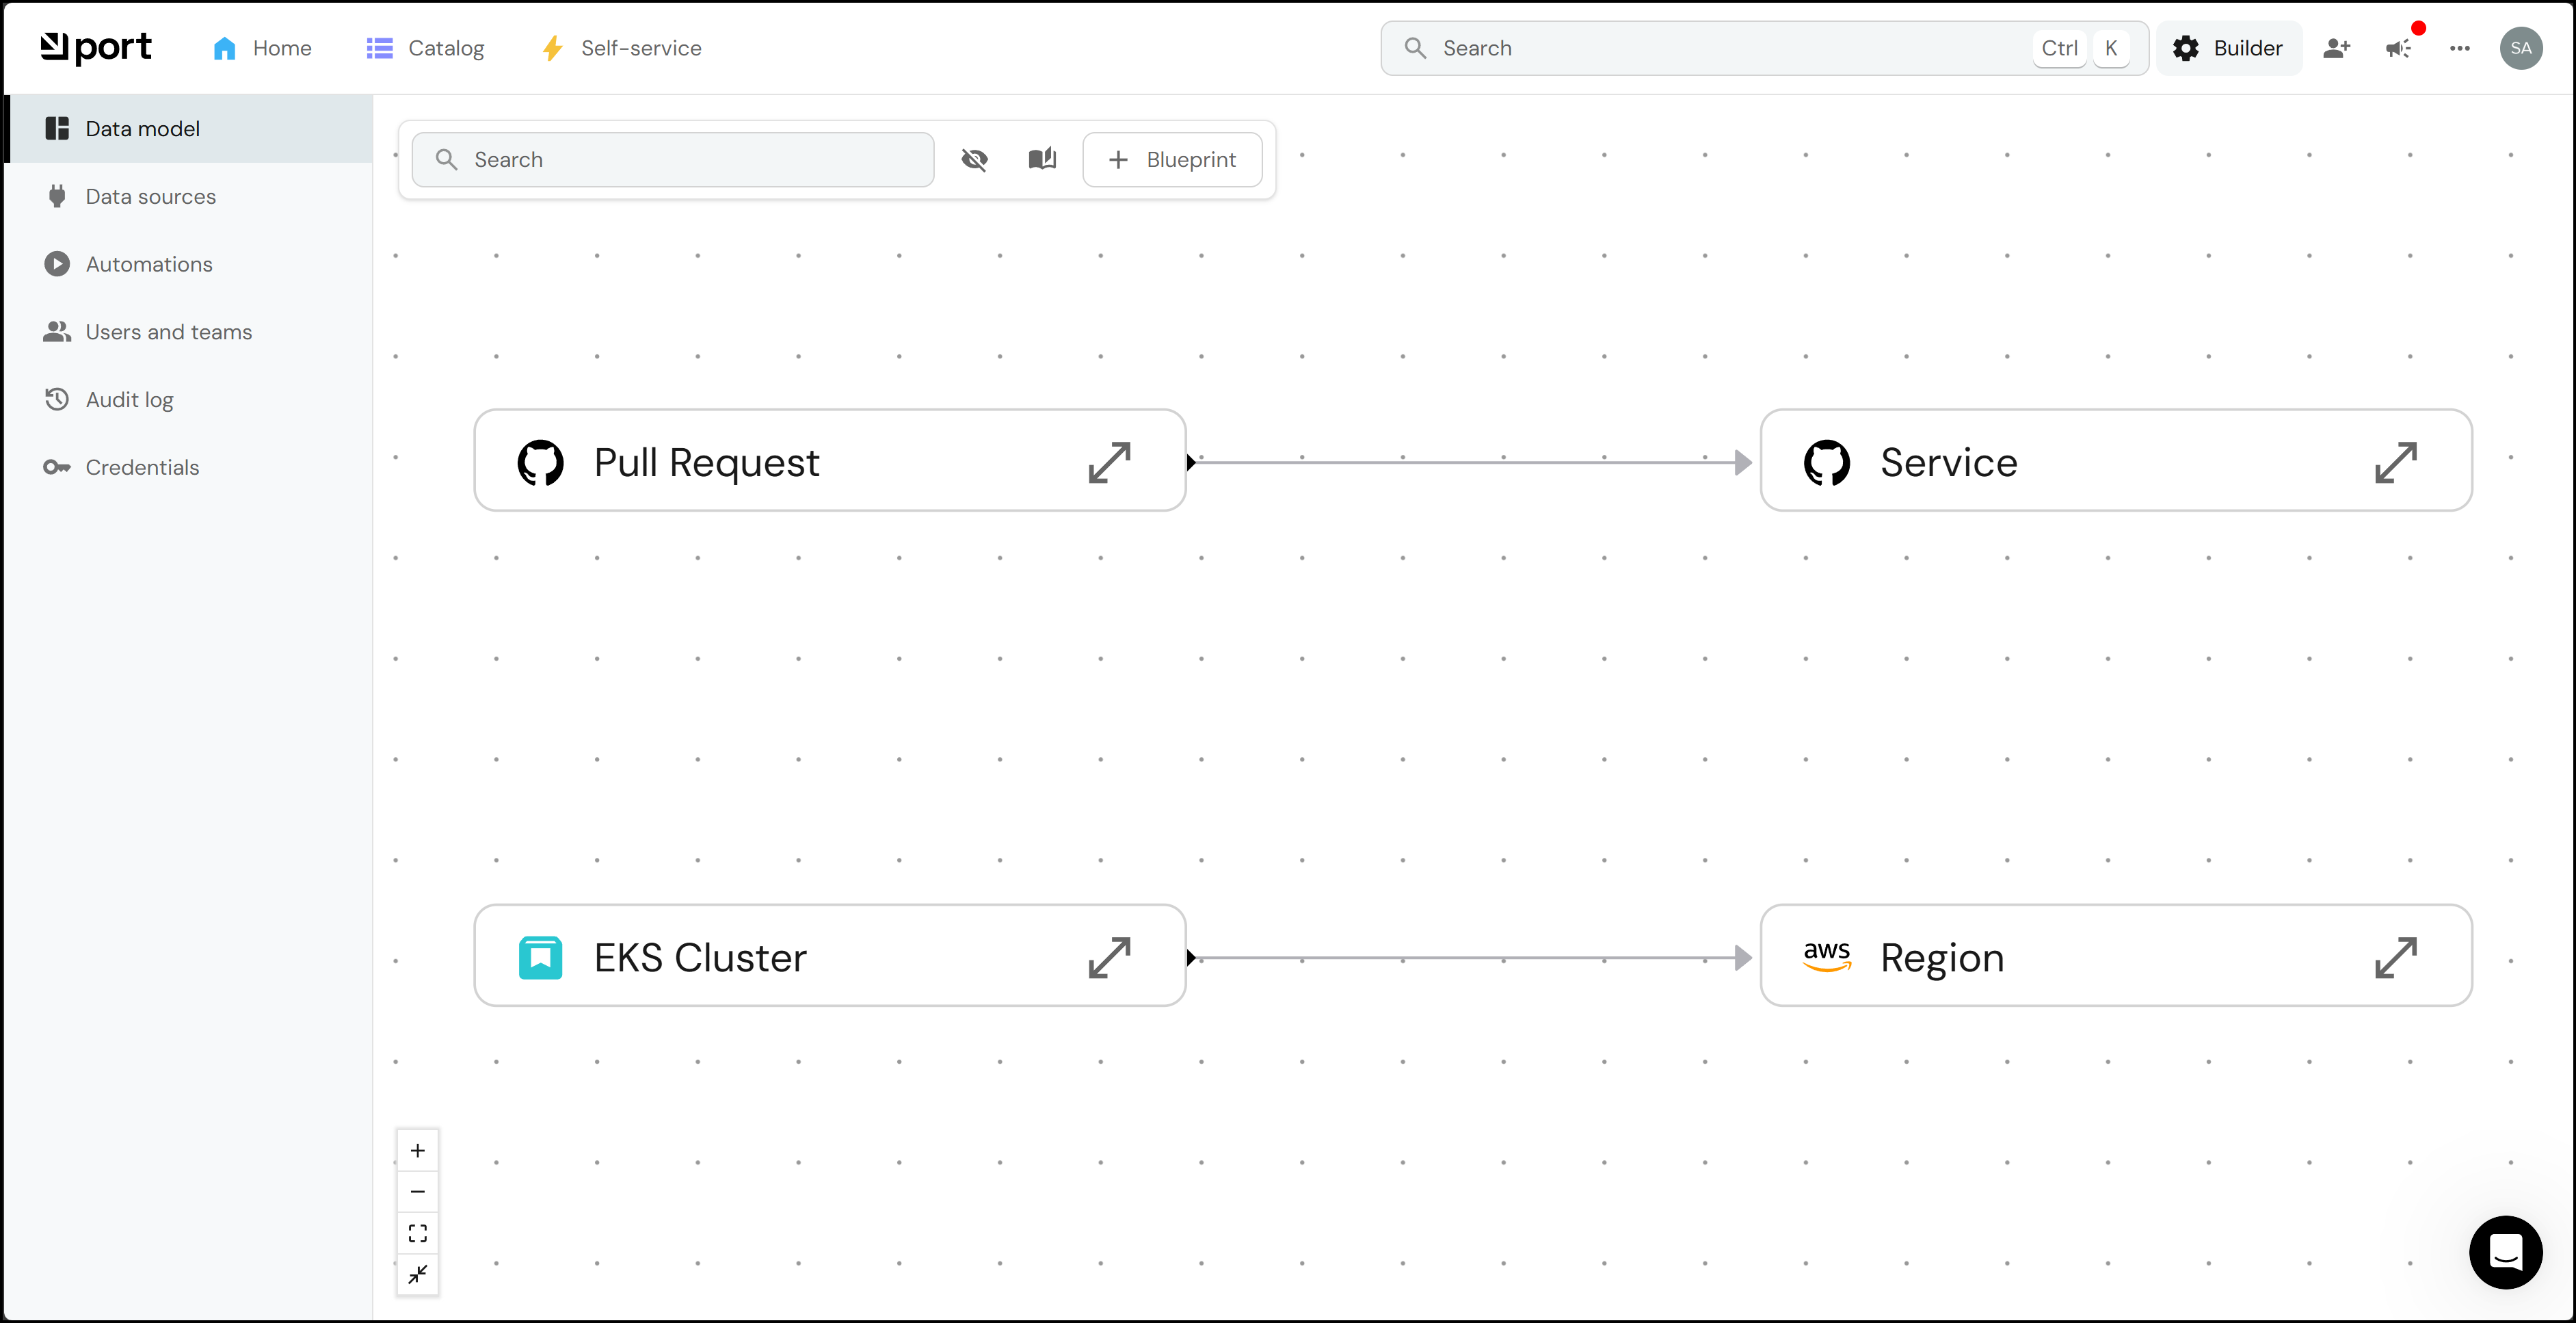 port
Home
Catalog
Self-service
Search
Ctrl
K
Builder
SA
Data model
Data sources
Automations
Users and teams
Audit log
Credentials
Search
+ Blueprint
Pull Request
Service
EKS Cluster
aws
Region